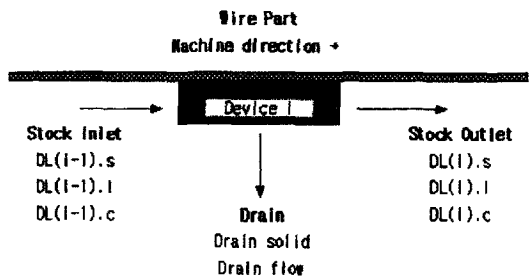 Wire Part
Machine direction →
Device i
Stock Inlet
DL(i-1).s
DL(i-1).l
DL(i-1).c
Stock Outlet
DL(i).s
DL(i).l
DL(i).c
Drain
Drain solid
Drain flow